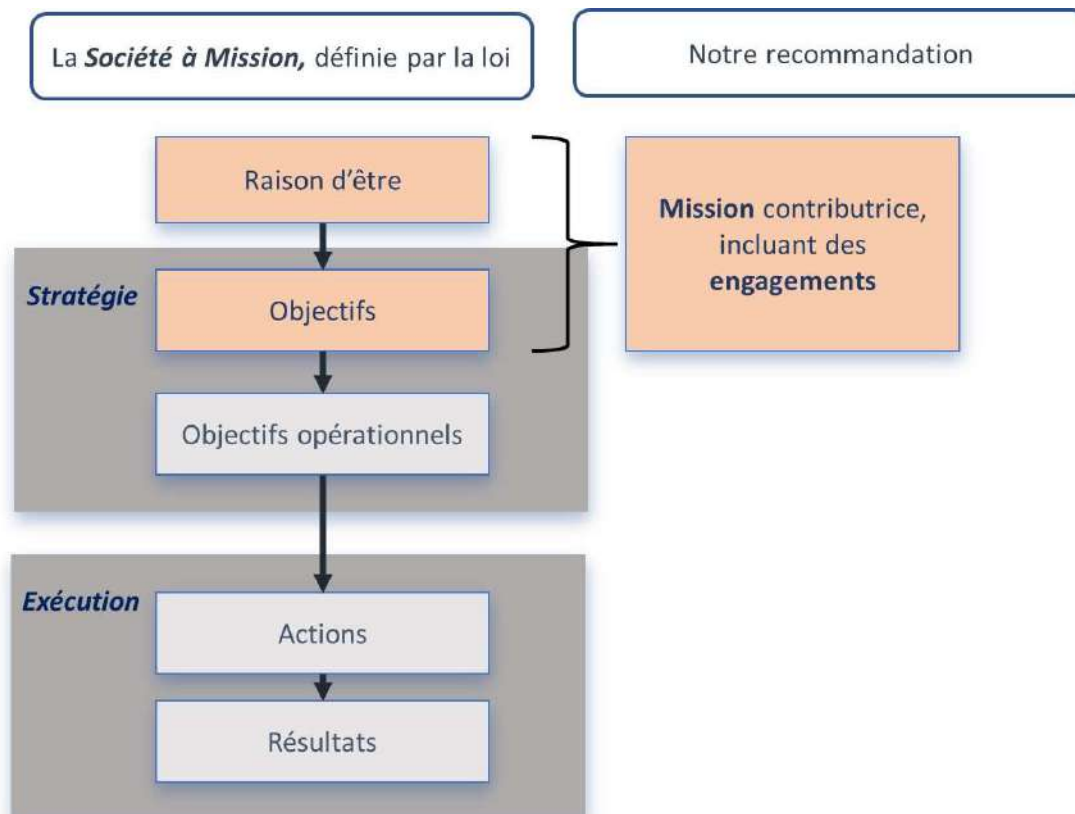 La Société à Mission, définie par la loi
Notre recommandation
Raison d'être
Mission contributrice,
incluant des
engagements
Stratégie
Objectifs
Objectifs opérationnels
Exécution
Actions
Résultats